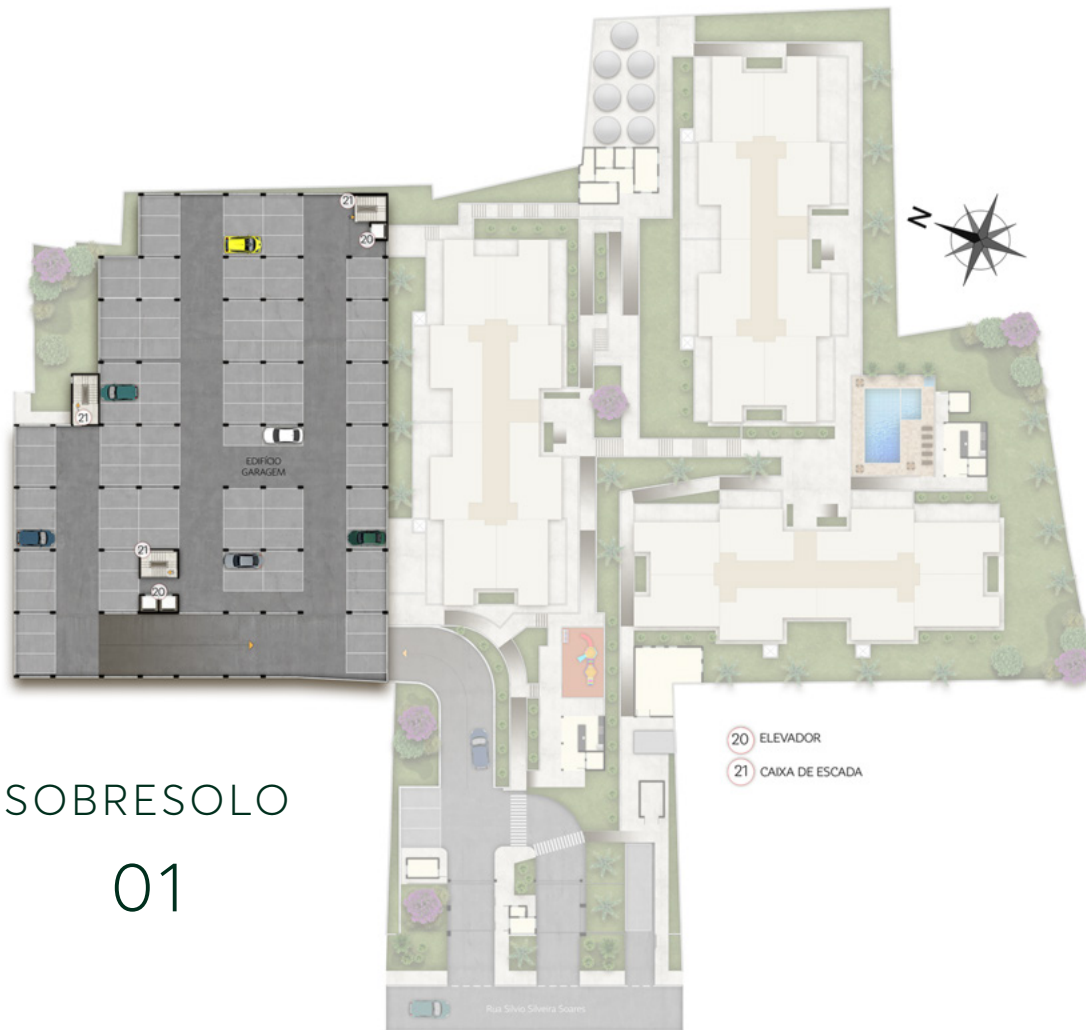 21
20
N
21
EDIFÍCIO
GARAGEM
21
20
20 ELEVADOR
21 CAIXA DE ESCADA
SOBRESOLO
01
Rua Silvio Silveira Soares